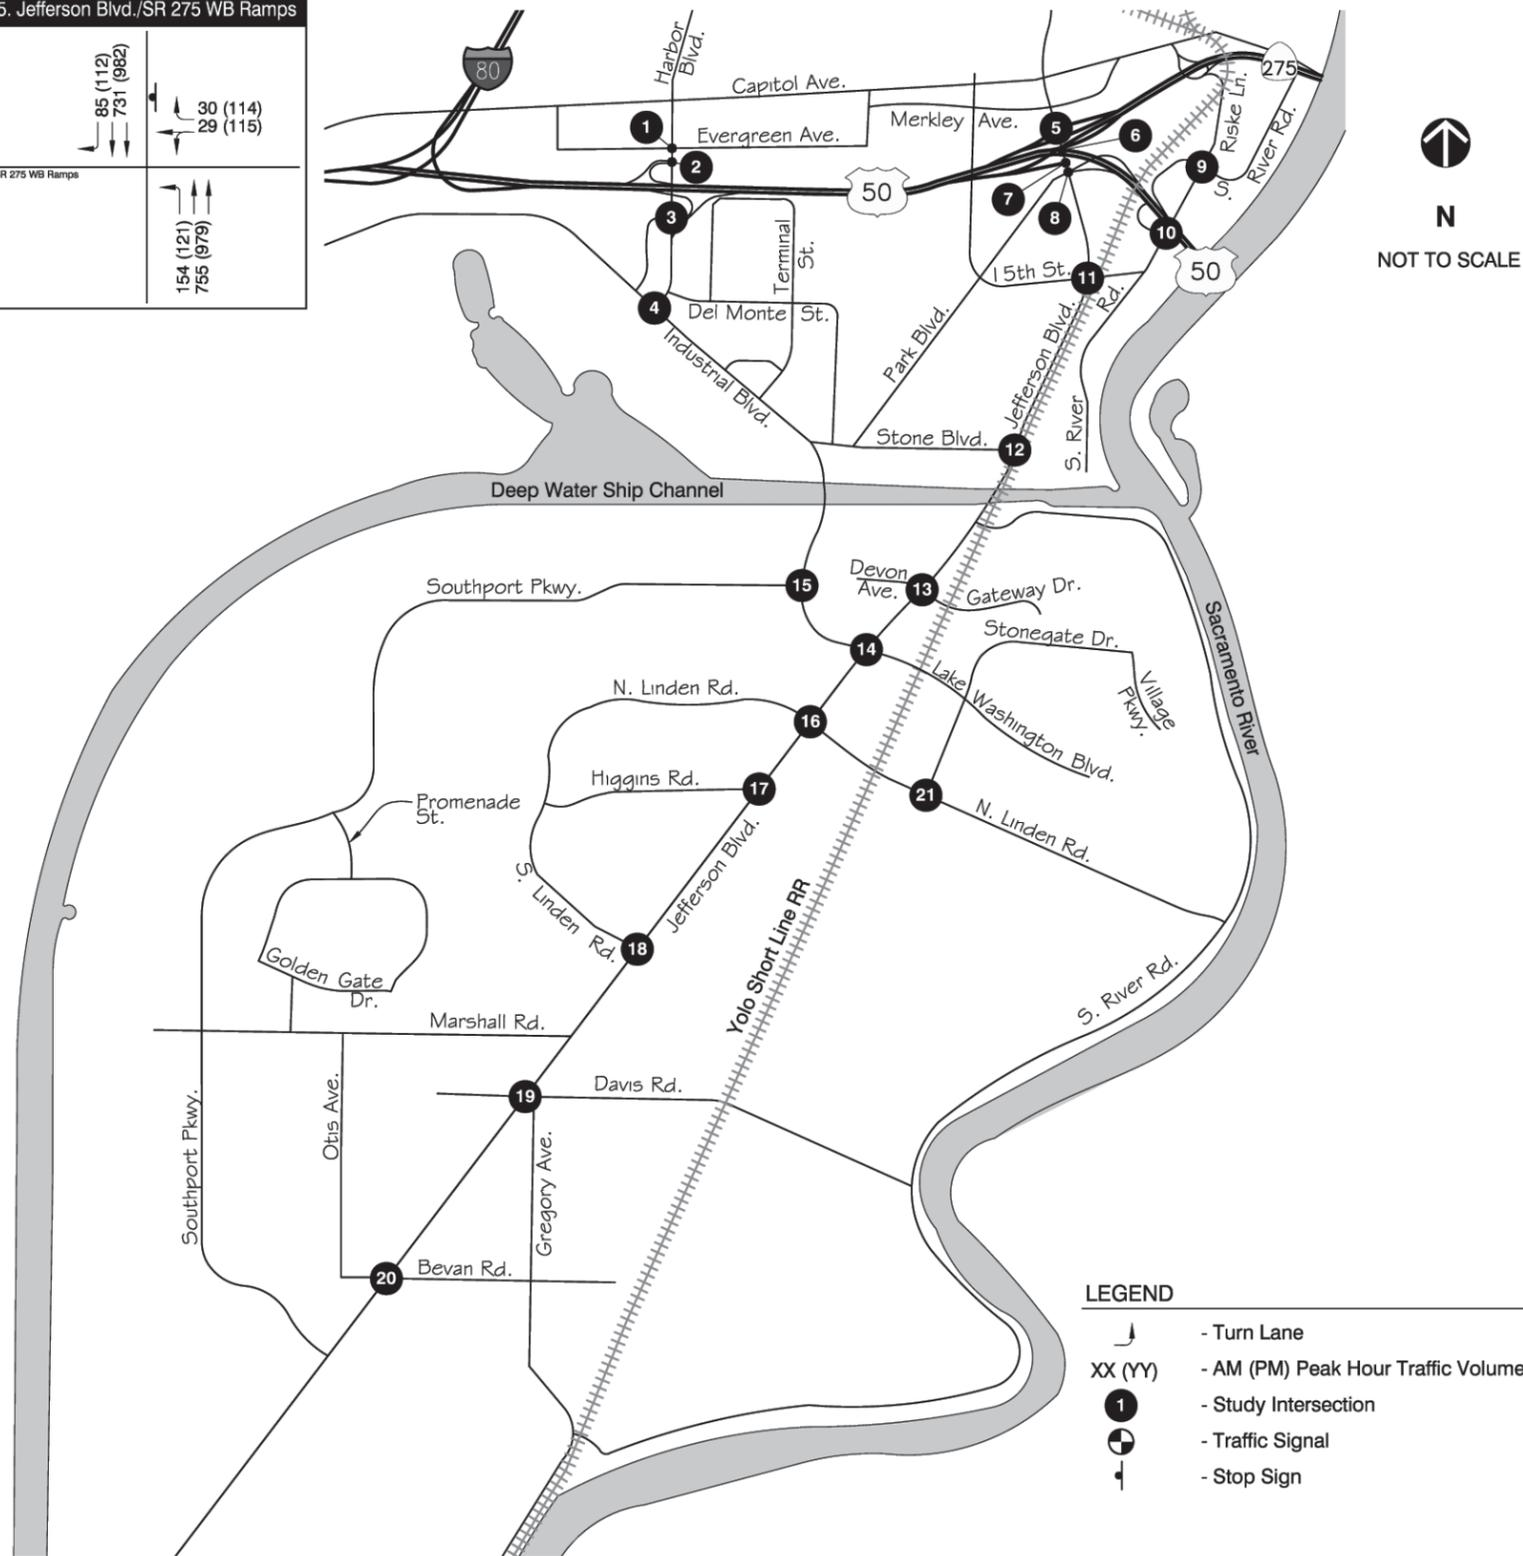 5. Jefferson Blvd./SR 275 WB Ramps
85 (112)
731 (982)
30 (114)
29 (115)
R 275 WB Ramps
154 (121)
755 (979)
80
Harbor
Blvd.
Capitol Ave.
275
Merkley Ave.
Evergreen Ave.
1
2
3
4
5
6
7
8
9
10
11
50
50
Riske Ln.
S.
River Rd.
N
NOT TO SCALE
Terminal
St.
15th St.
Rd.
Del Monte St.
Industrial Blvd.
Park Blvd.
Jefferson Blvd.
S. River
Stone Blvd.
12
Deep Water Ship Channel
Southport Pkwy.
15
Devon
Ave.
13
Gateway Dr.
14
Stonegate Dr.
Village
Pkwy.
Lake Washington Blvd.
Sacramento River
N. Linden Rd.
16
Higgins Rd.
17
21
N. Linden Rd.
Promenade
St.
Jefferson Blvd.
S. Linden Rd.
18
Yolo Short Line RR
Golden Gate
Dr.
S. River Rd.
Marshall Rd.
Davis Rd.
19
Southport Pkwy.
Otis Ave.
Gregory Ave.
Bevan Rd.
20
LEGEND
- Turn Lane
XX (YY) - AM (PM) Peak Hour Traffic Volume
1 - Study Intersection
- Traffic Signal
- Stop Sign